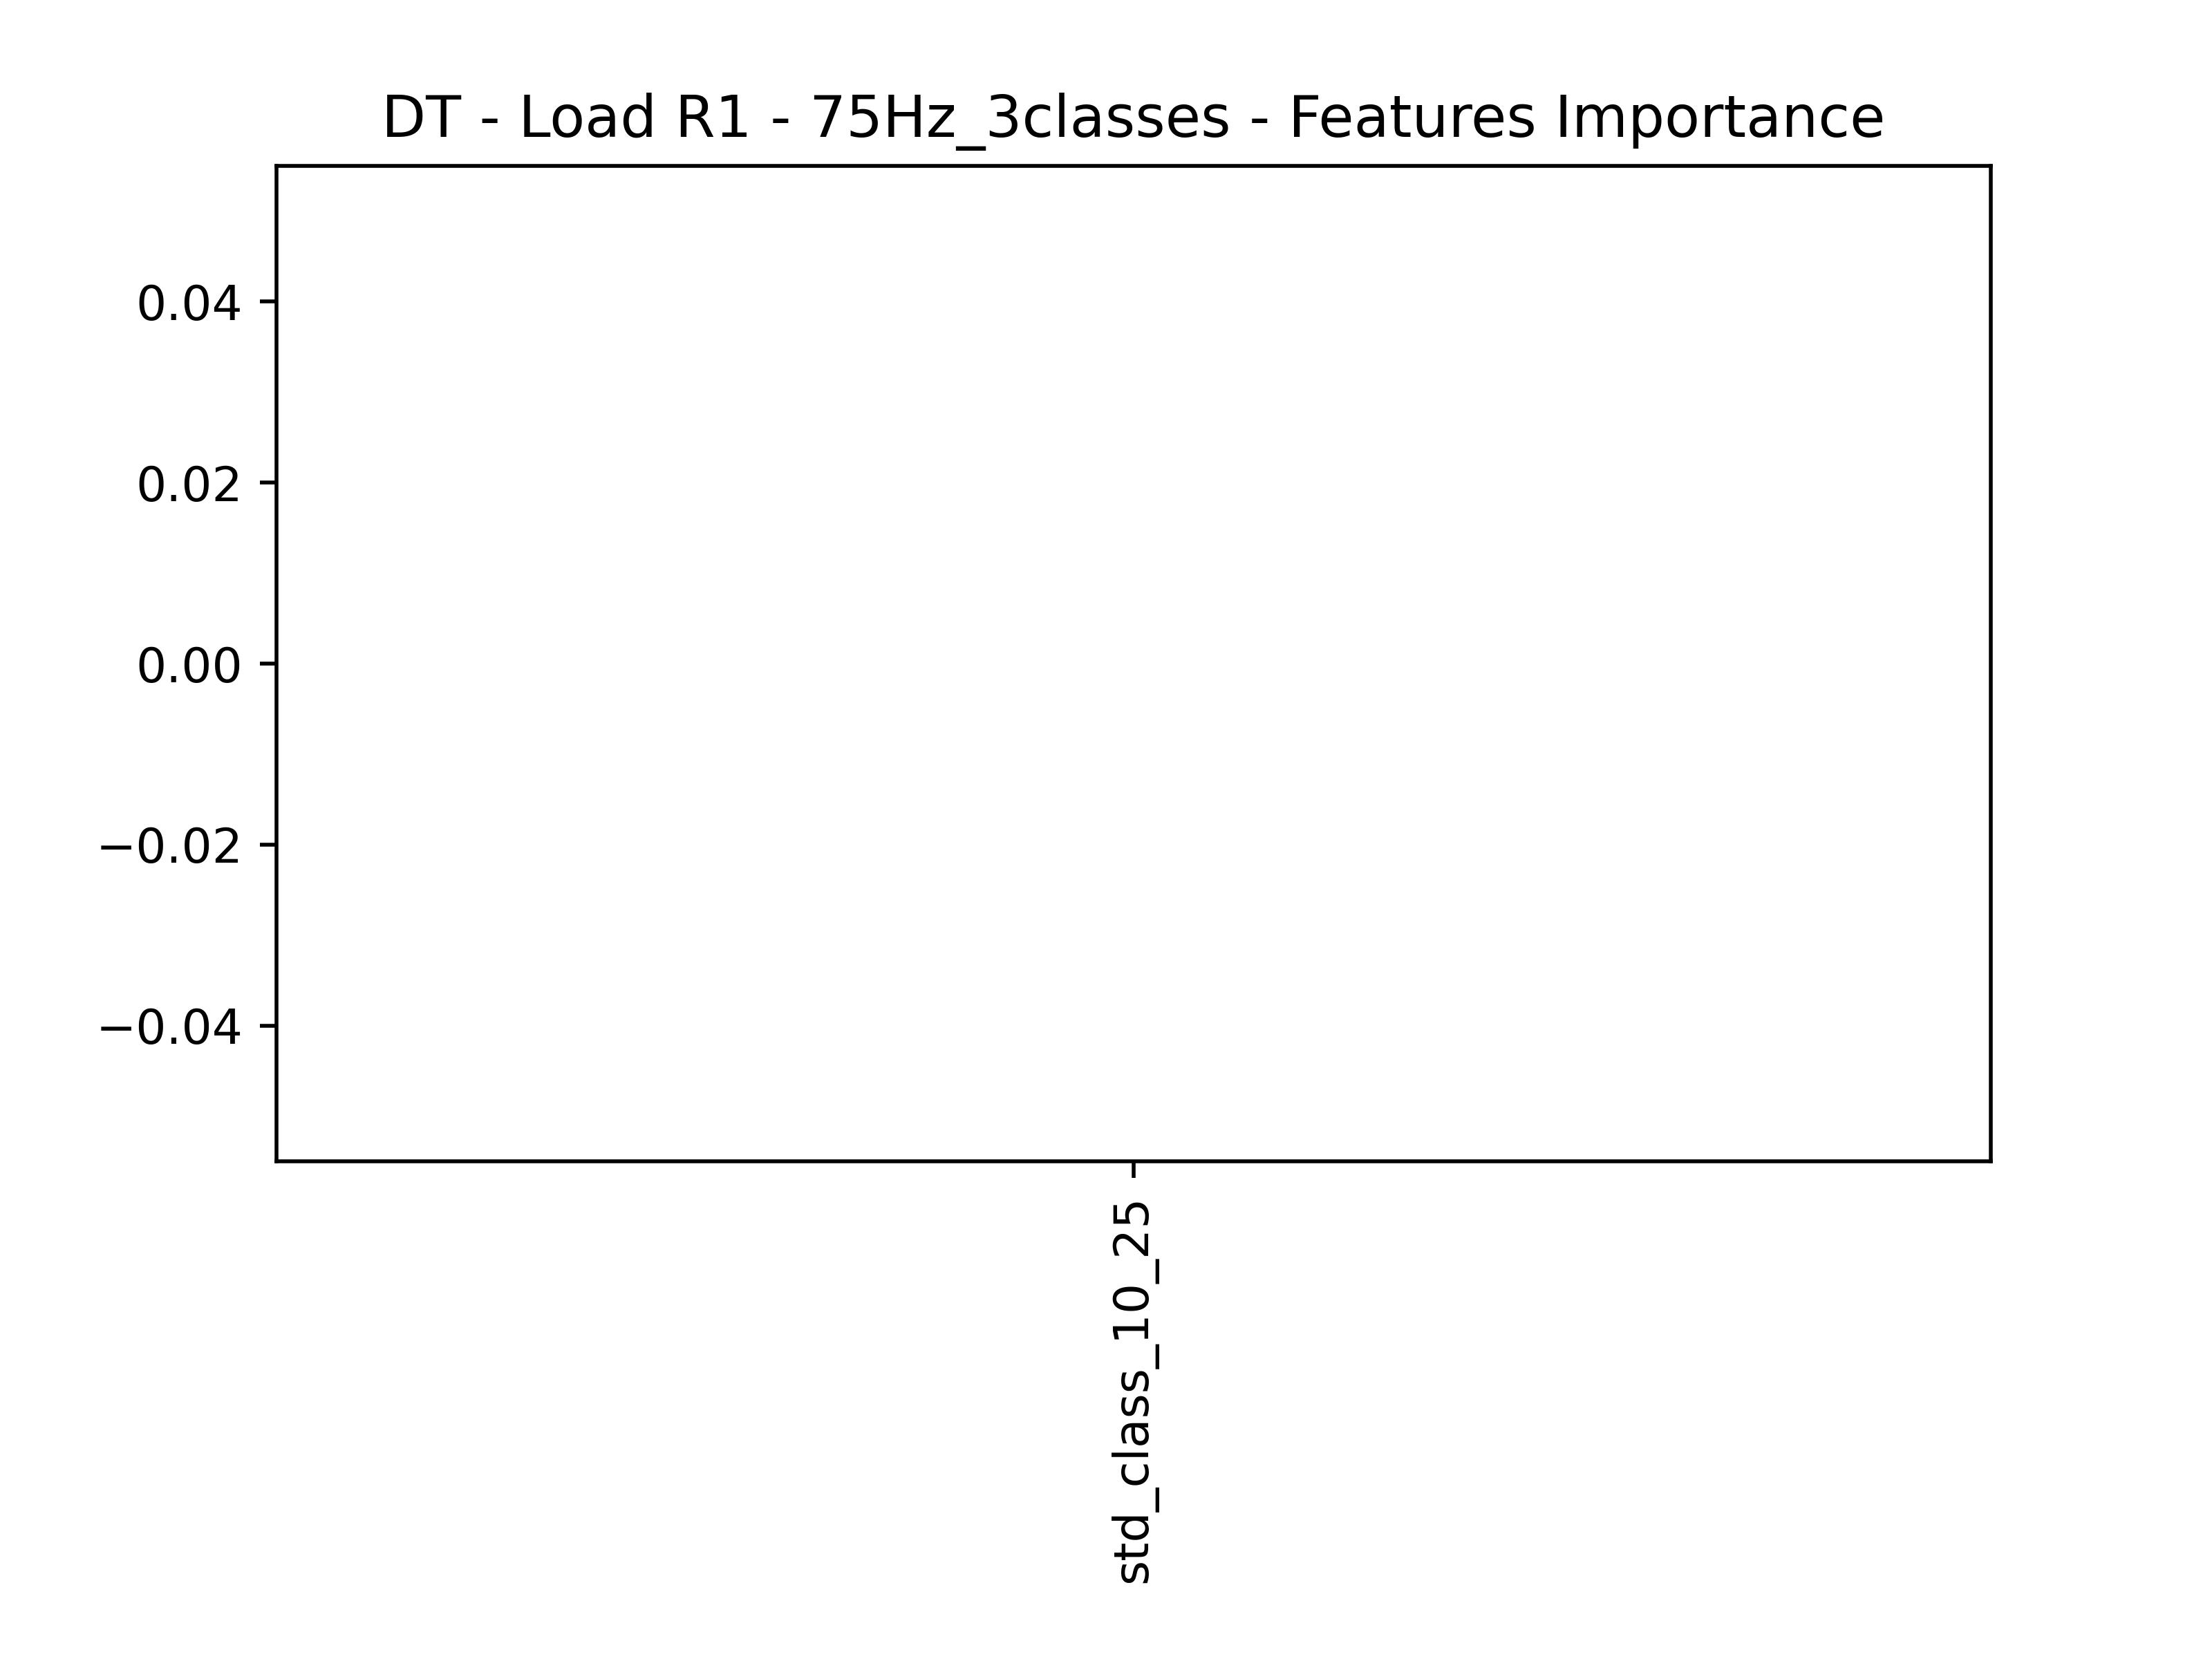 DT - Load R1 - 75Hz_3classes - Features Importance
0.04
0.02
0.00
−0.02
−0.04
std_class_10_25